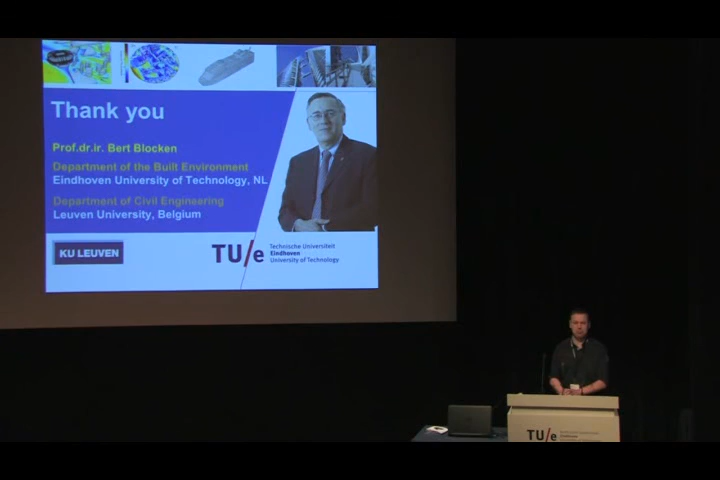 Thank you
Prof.dr.ir. Bert Blocken
Department of the Built Environment
Eindhoven University of Technology, NL
Department of Civil Engineering
Leuven University, Belgium
KU LEUVEN
TU/e
Technische Universiteit
Eindhoven
University of Technology
TU/e